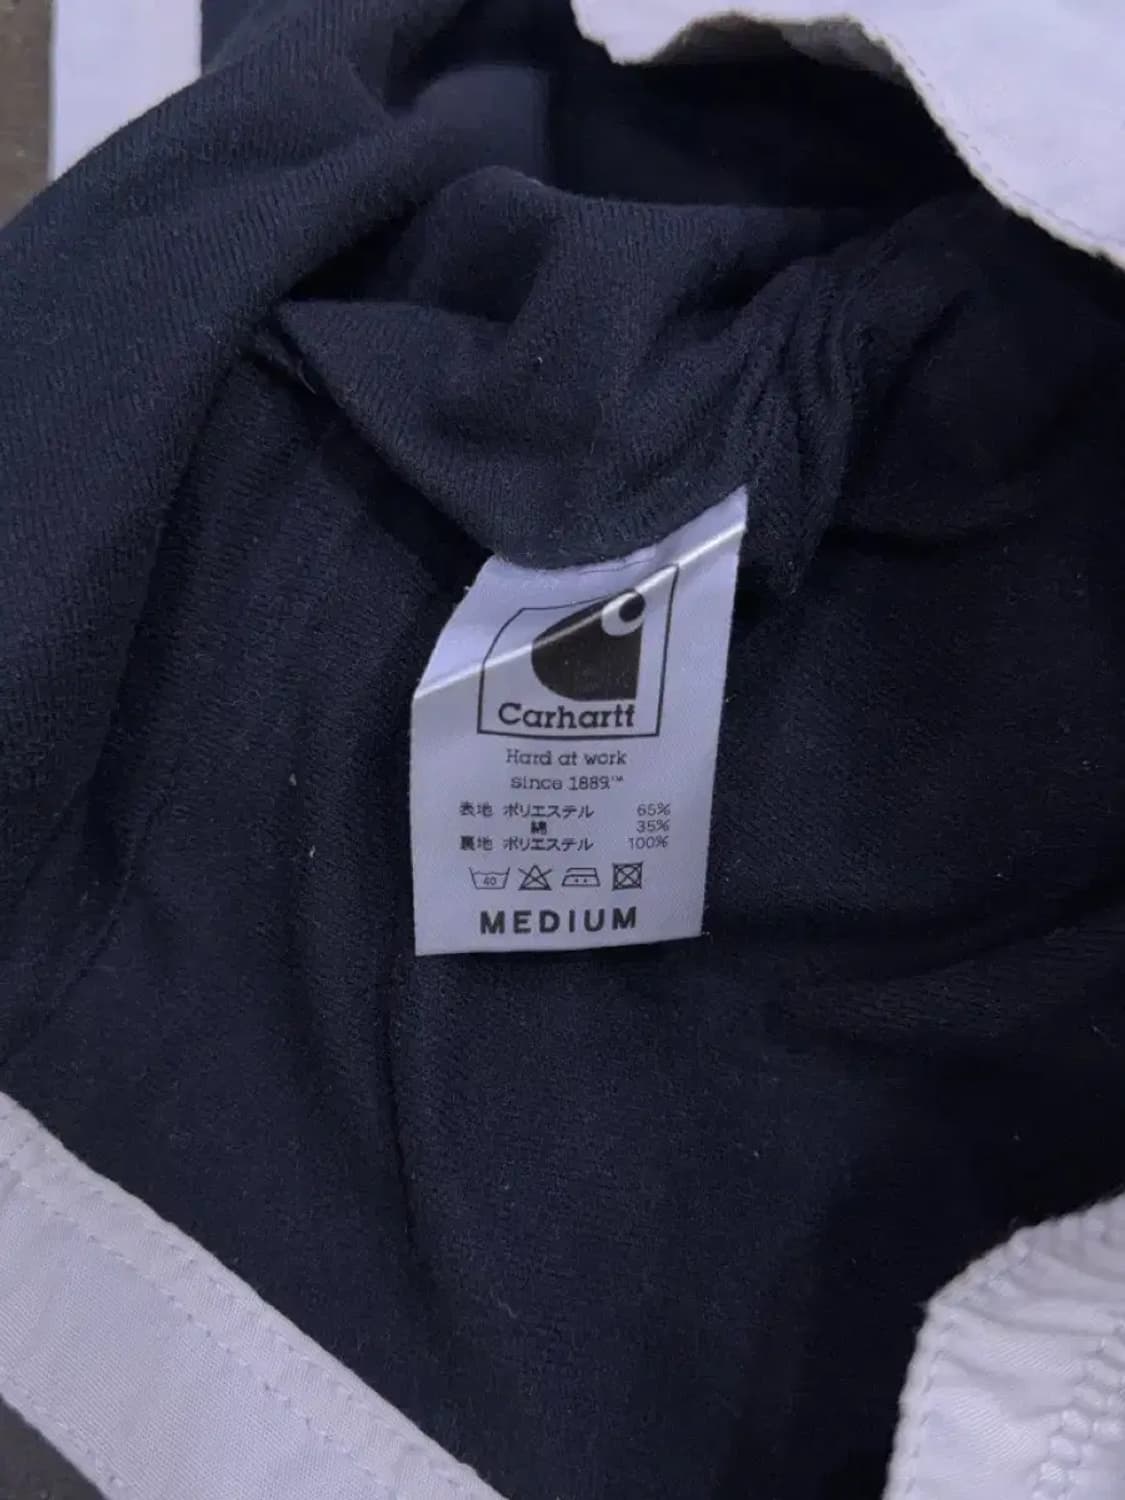 Carhartt
Hard at work
since 1889™
表地 ポリエステル 65%
綿 35%
裏地 ポリエステル 100%
40
MEDIUM